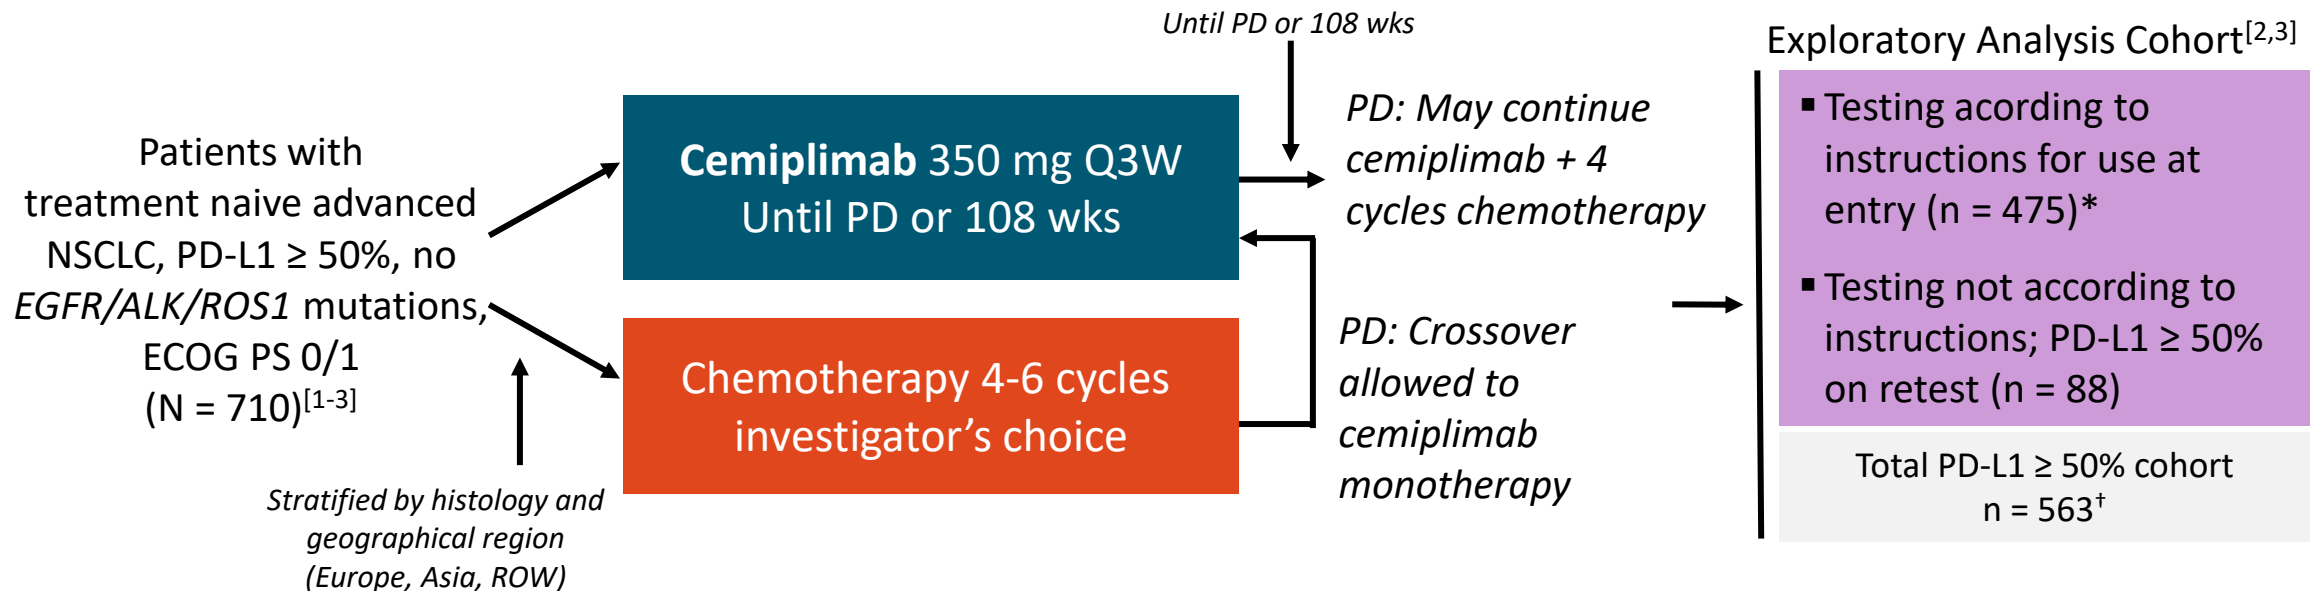 Patients with
treatment naive advanced
NSCLC, PD-L1 ≥ 50%, no
EGFR/ALK/ROS1 mutations,
ECOG PS 0/1
(N = 710)[1-3]
Stratified by histology and
geographical region
(Europe, Asia, ROW)
Cemiplimab 350 mg Q3W
Until PD or 108 wks
Chemotherapy 4-6 cycles
investigator’s choice
Until PD or 108 wks
PD: May continue
cemiplimab + 4
cycles chemotherapy
PD: Crossover
allowed to
cemiplimab
monotherapy
Exploratory Analysis Cohort[2,3]
▪ Testing acording to
instructions for use at
entry (n = 475)*
▪ Testing not according to
instructions; PD-L1 ≥ 50%
on retest (n = 88)
Total PD-L1 ≥ 50% cohort
n = 563†